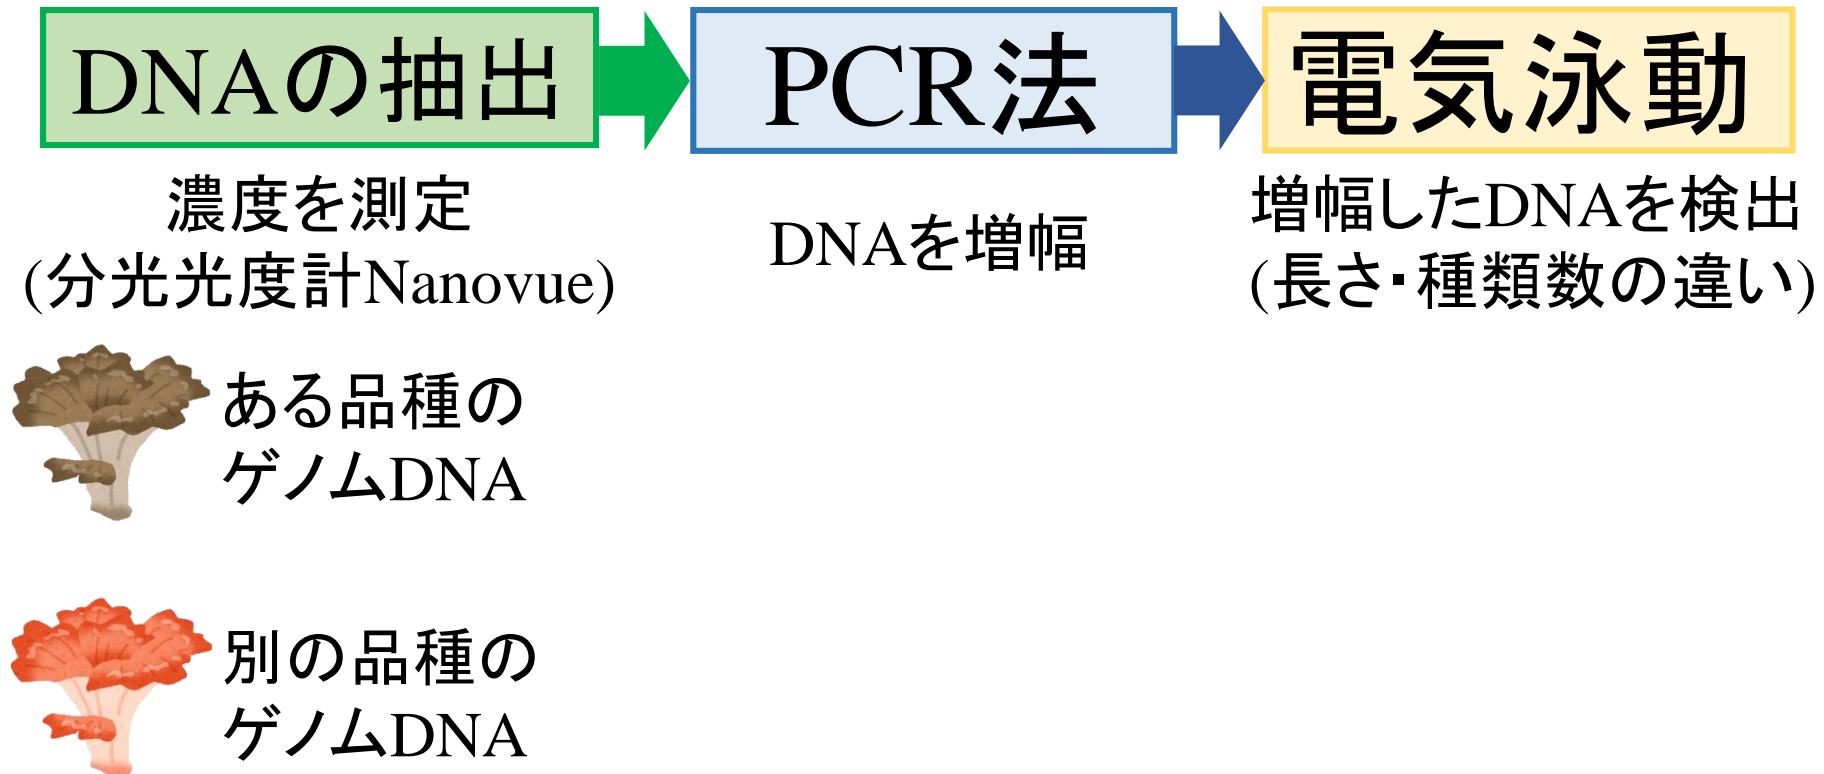 DNAの抽出
PCR法
電気泳動
濃度を測定
(分光光度計Nanovue)
DNAを増幅
増幅したDNAを検出
(長さ・種類数の違い)
ある品種の
ゲノムDNA
別の品種の
ゲノムDNA